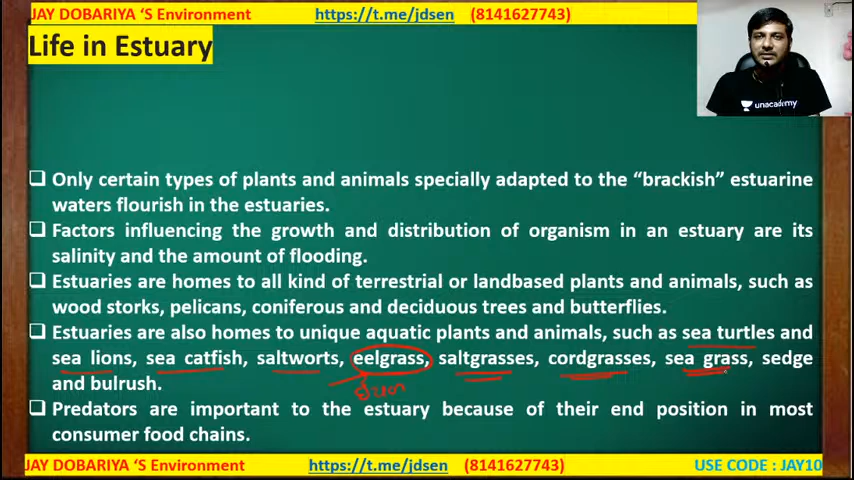 JAY DOBARIYA ‘S Environment https://t.me/jdsen (8141627743)
Life in Estuary
unacademy
❑ Only certain types of plants and animals specially adapted to the “brackish” estuarine
waters flourish in the estuaries.
❑ Factors influencing the growth and distribution of organism in an estuary are its
salinity and the amount of flooding.
❑ Estuaries are homes to all kind of terrestrial or landbased plants and animals, such as
wood storks, pelicans, coniferous and deciduous trees and butterflies.
❑ Estuaries are also homes to unique aquatic plants and animals, such as sea turtles and
sea lions, sea catfish, saltworts, eelgrass, saltgrasses, cordgrasses, sea grass, sedge
and bulrush.
❑ Predators are important to the estuary because of their end position in most
consumer food chains.
JAY DOBARIYA ‘S Environment https://t.me/jdsen (8141627743) USE CODE : JAY10